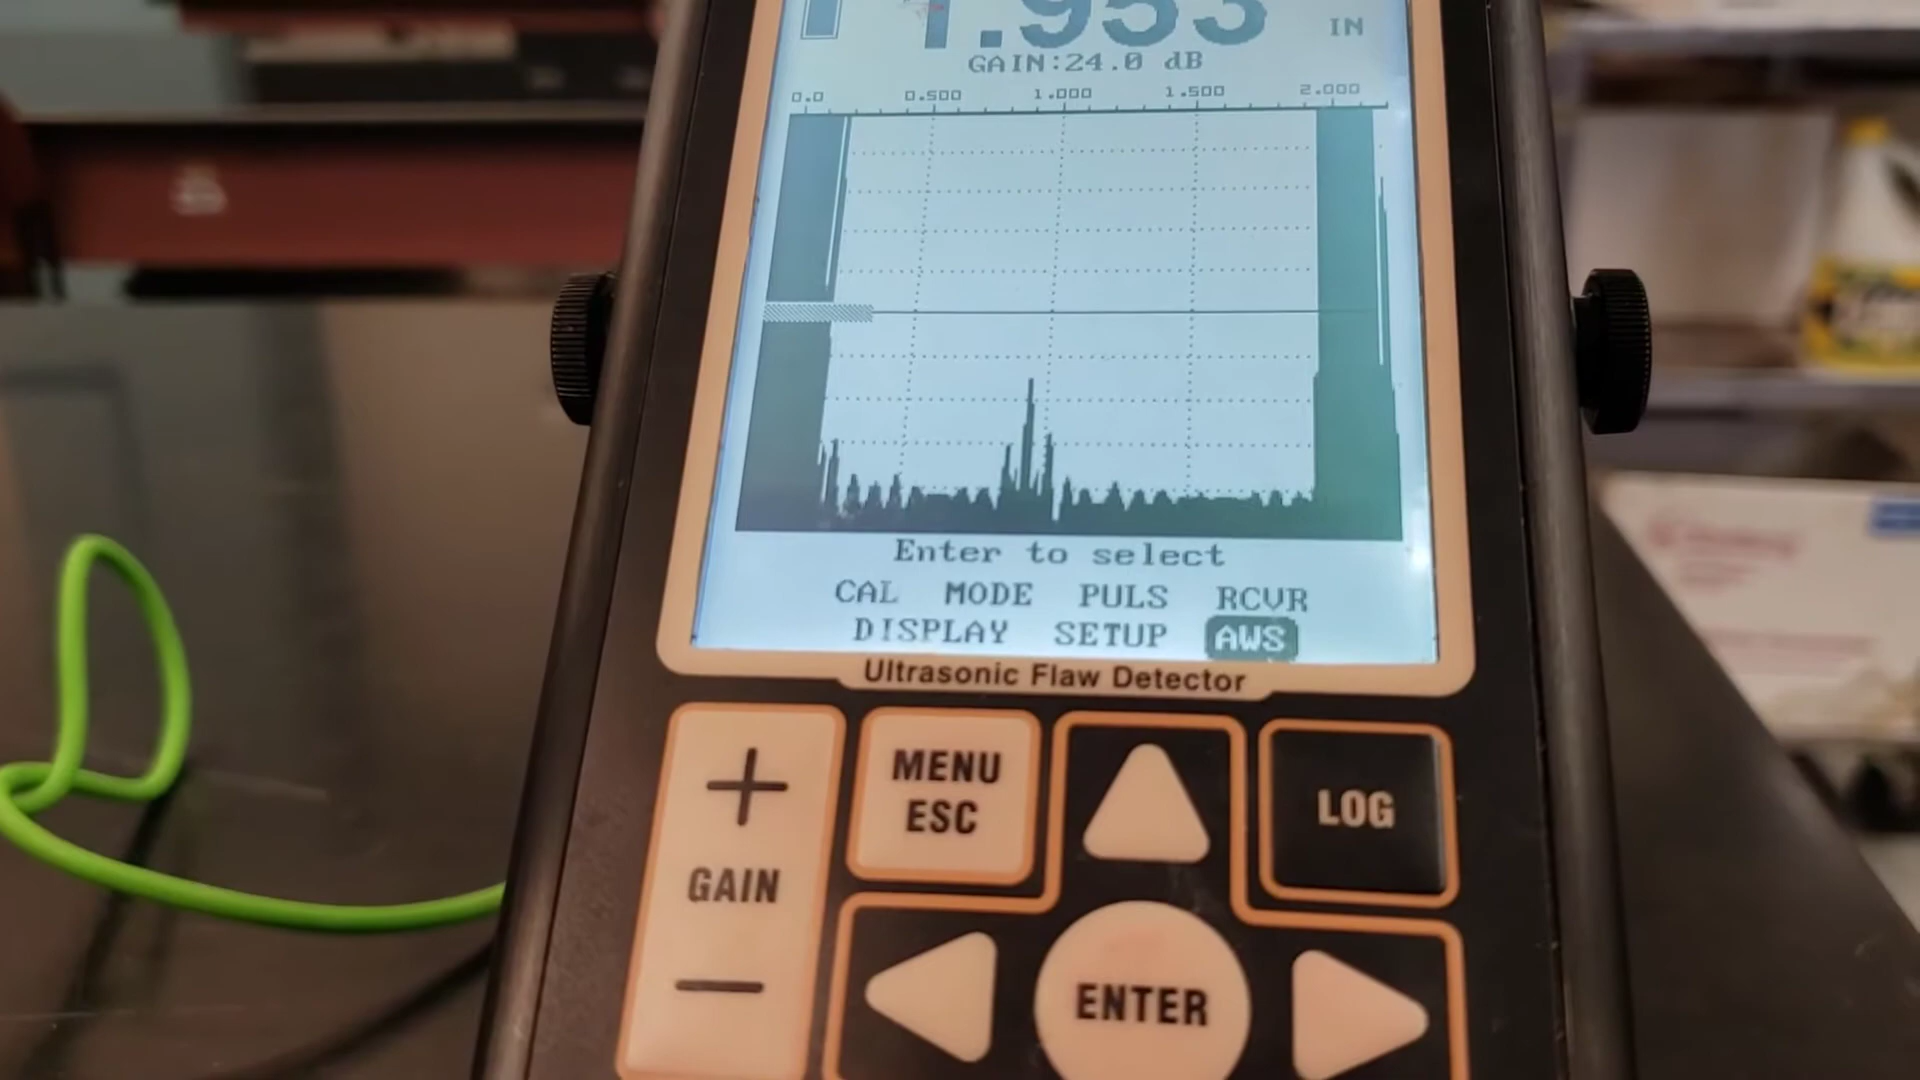 1.953 IN
GAIN:24.0 dB
0.0 0.500 1.000 1.500 2.000
Enter to select
CAL MODE PULS RCVR
DISPLAY SETUP AWS
Ultrasonic Flaw Detector
+ MENU ESC LOG
GAIN
− ENTER